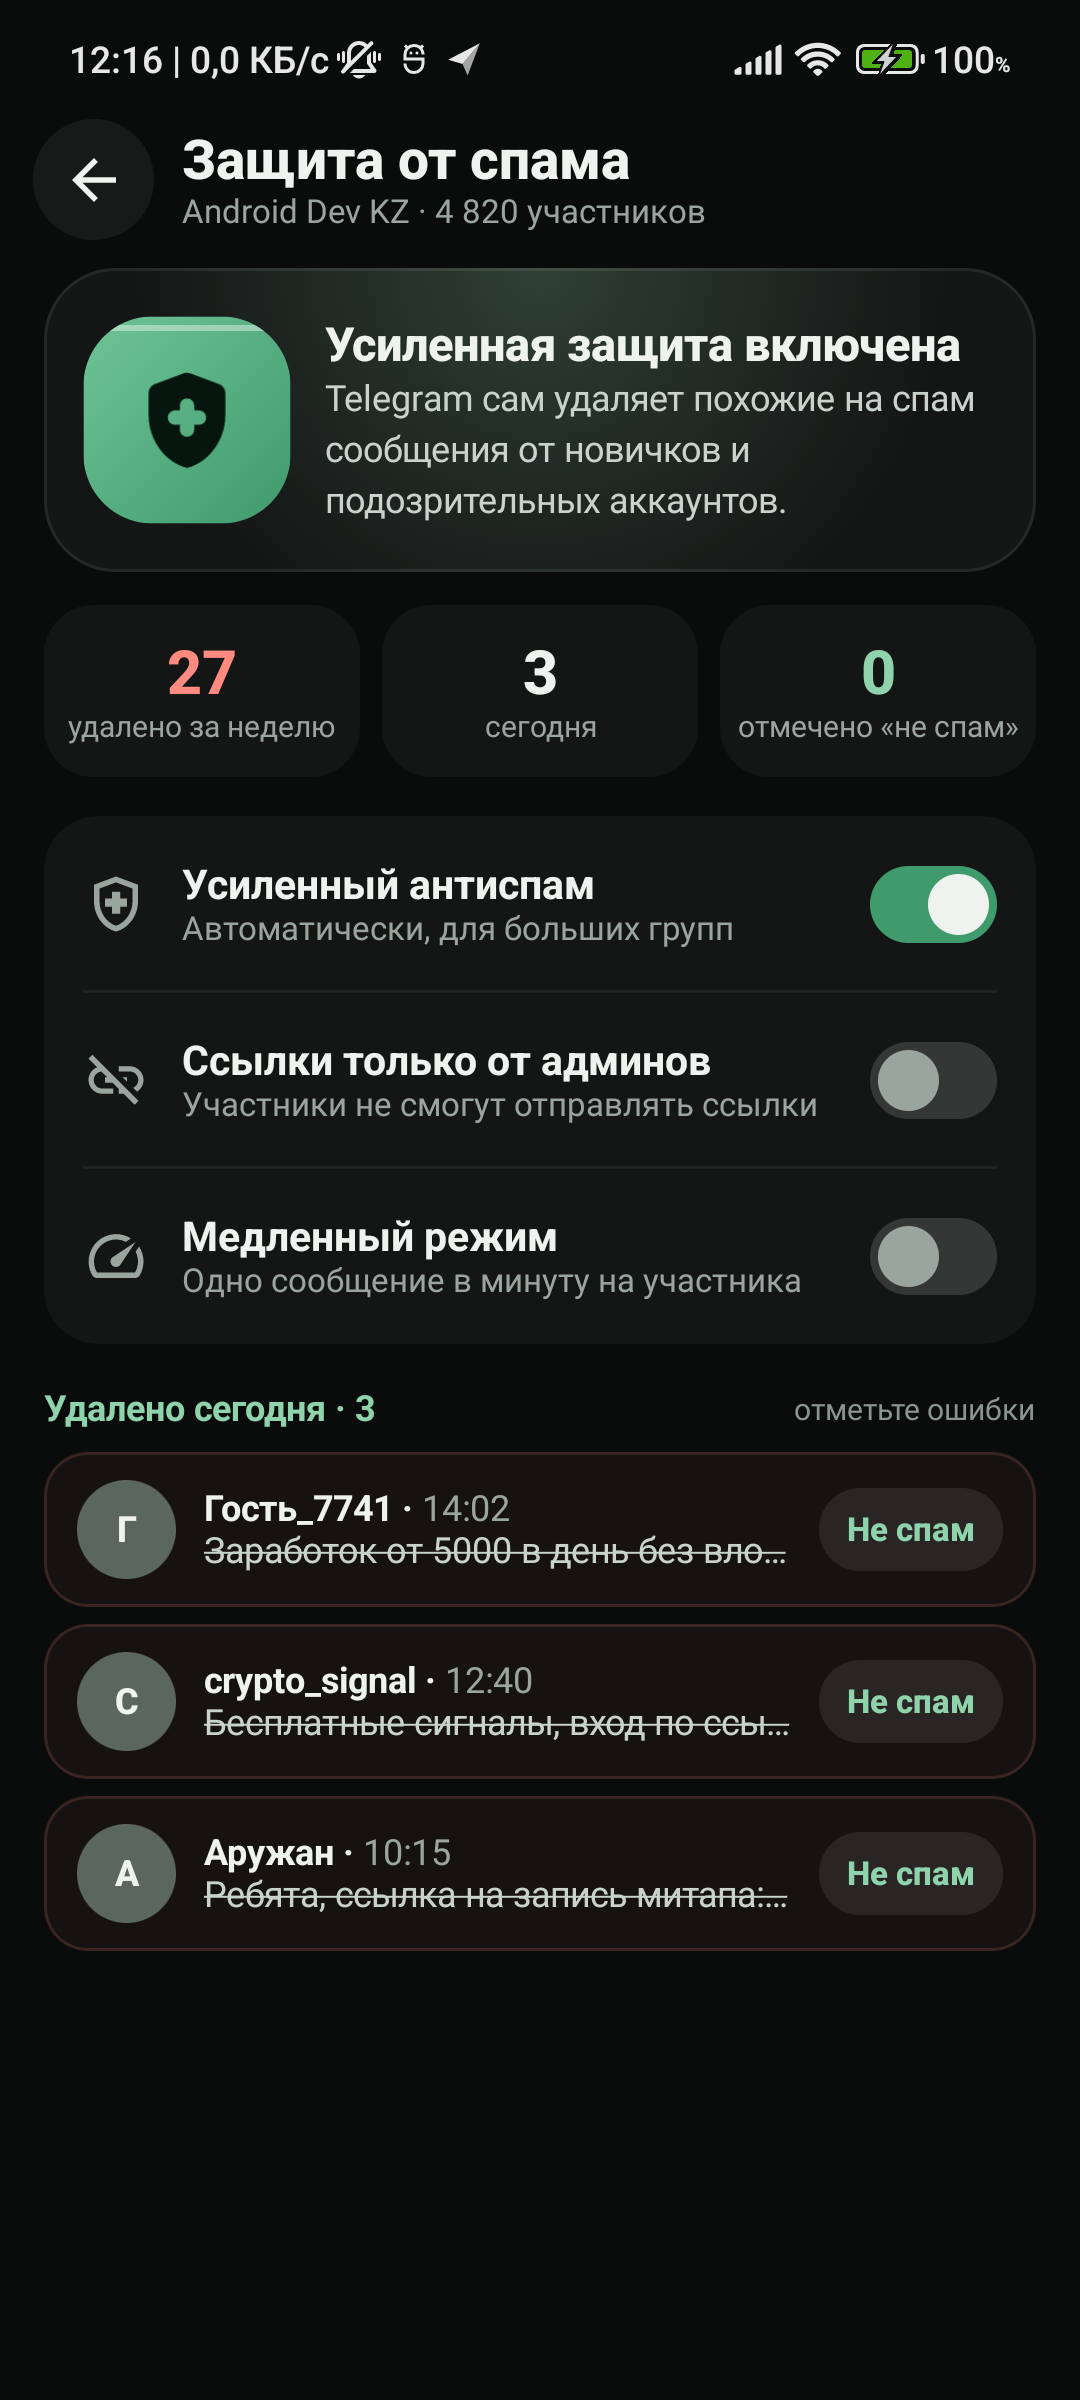 12:16 | 0,0 КБ/с 100%
Защита от спама
Android Dev KZ · 4 820 участников
Усиленная защита включена
Telegram сам удаляет похожие на спам
сообщения от новичков и
подозрительных аккаунтов.
27 3 0
удалено за неделю сегодня отмечено «не спам»
Усиленный антиспам
Автоматически, для больших групп
Ссылки только от админов
Участники не смогут отправлять ссылки
Медленный режим
Одно сообщение в минуту на участника
Удалено сегодня · 3 отметьте ошибки
Г Гость_7741 · 14:02 Не спам
Заработок от 5000 в день без вло…
C crypto_signal · 12:40 Не спам
Бесплатные сигналы, вход по ссы…
А Аружан · 10:15 Не спам
Ребята, ссылка на запись митапа:…